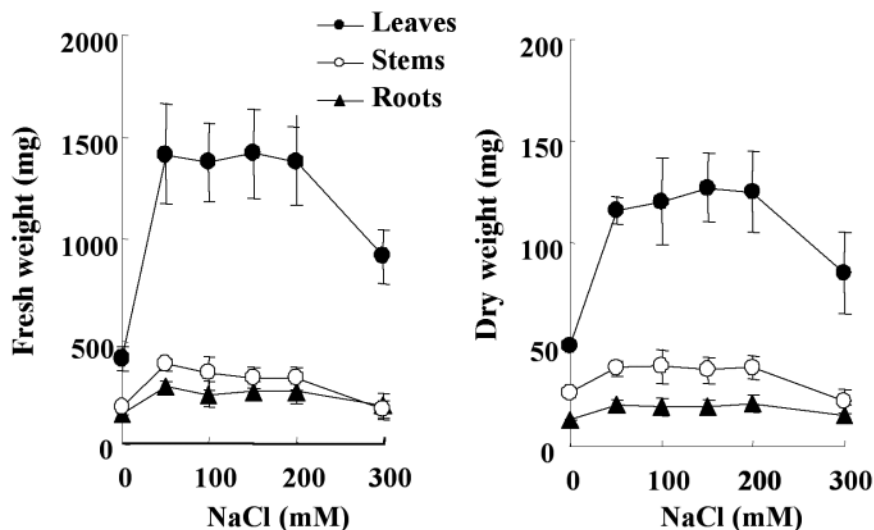 Leaves
Stems
Roots
Fresh weight (mg)
2000
1500
1000
500
0
0 100 200 300
NaCl (mM)
Dry weight (mg)
200
150
100
50
0
0 100 200 300
NaCl (mM)